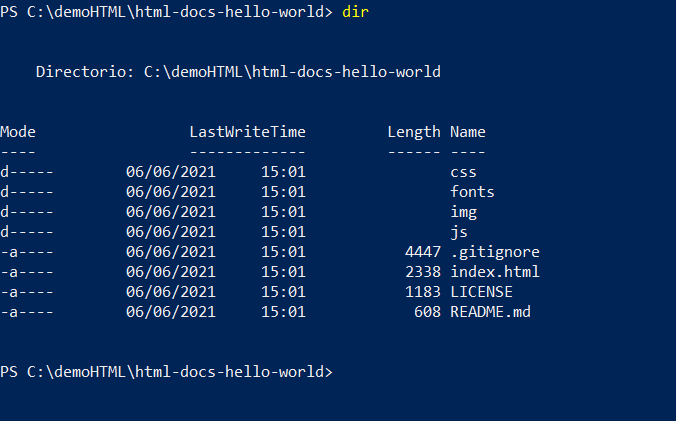 PS C:\demoHTML\html-docs-hello-world> dir
Directorio: C:\demoHTML\html-docs-hello-world
Mode LastWriteTime Length Name
---- ------------- ------ ----
d----- 06/06/2021 15:01 css
d----- 06/06/2021 15:01 fonts
d----- 06/06/2021 15:01 img
d----- 06/06/2021 15:01 js
-a---- 06/06/2021 15:01 4447 .gitignore
-a---- 06/06/2021 15:01 2338 index.html
-a---- 06/06/2021 15:01 1183 LICENSE
-a---- 06/06/2021 15:01 608 README.md
PS C:\demoHTML\html-docs-hello-world>